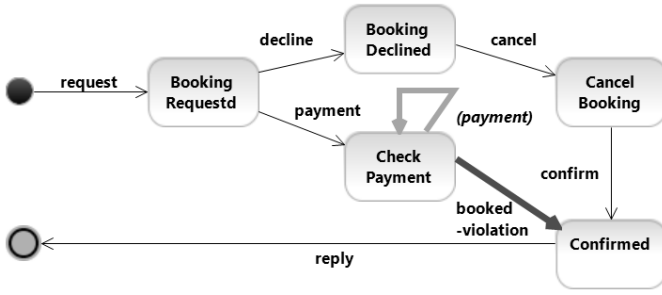 request
Booking
Requestd
decline
Booking
Declined
cancel
Cancel
Booking
payment
(payment)
Check
Payment
booked
-violation
confirm
Confirmed
reply